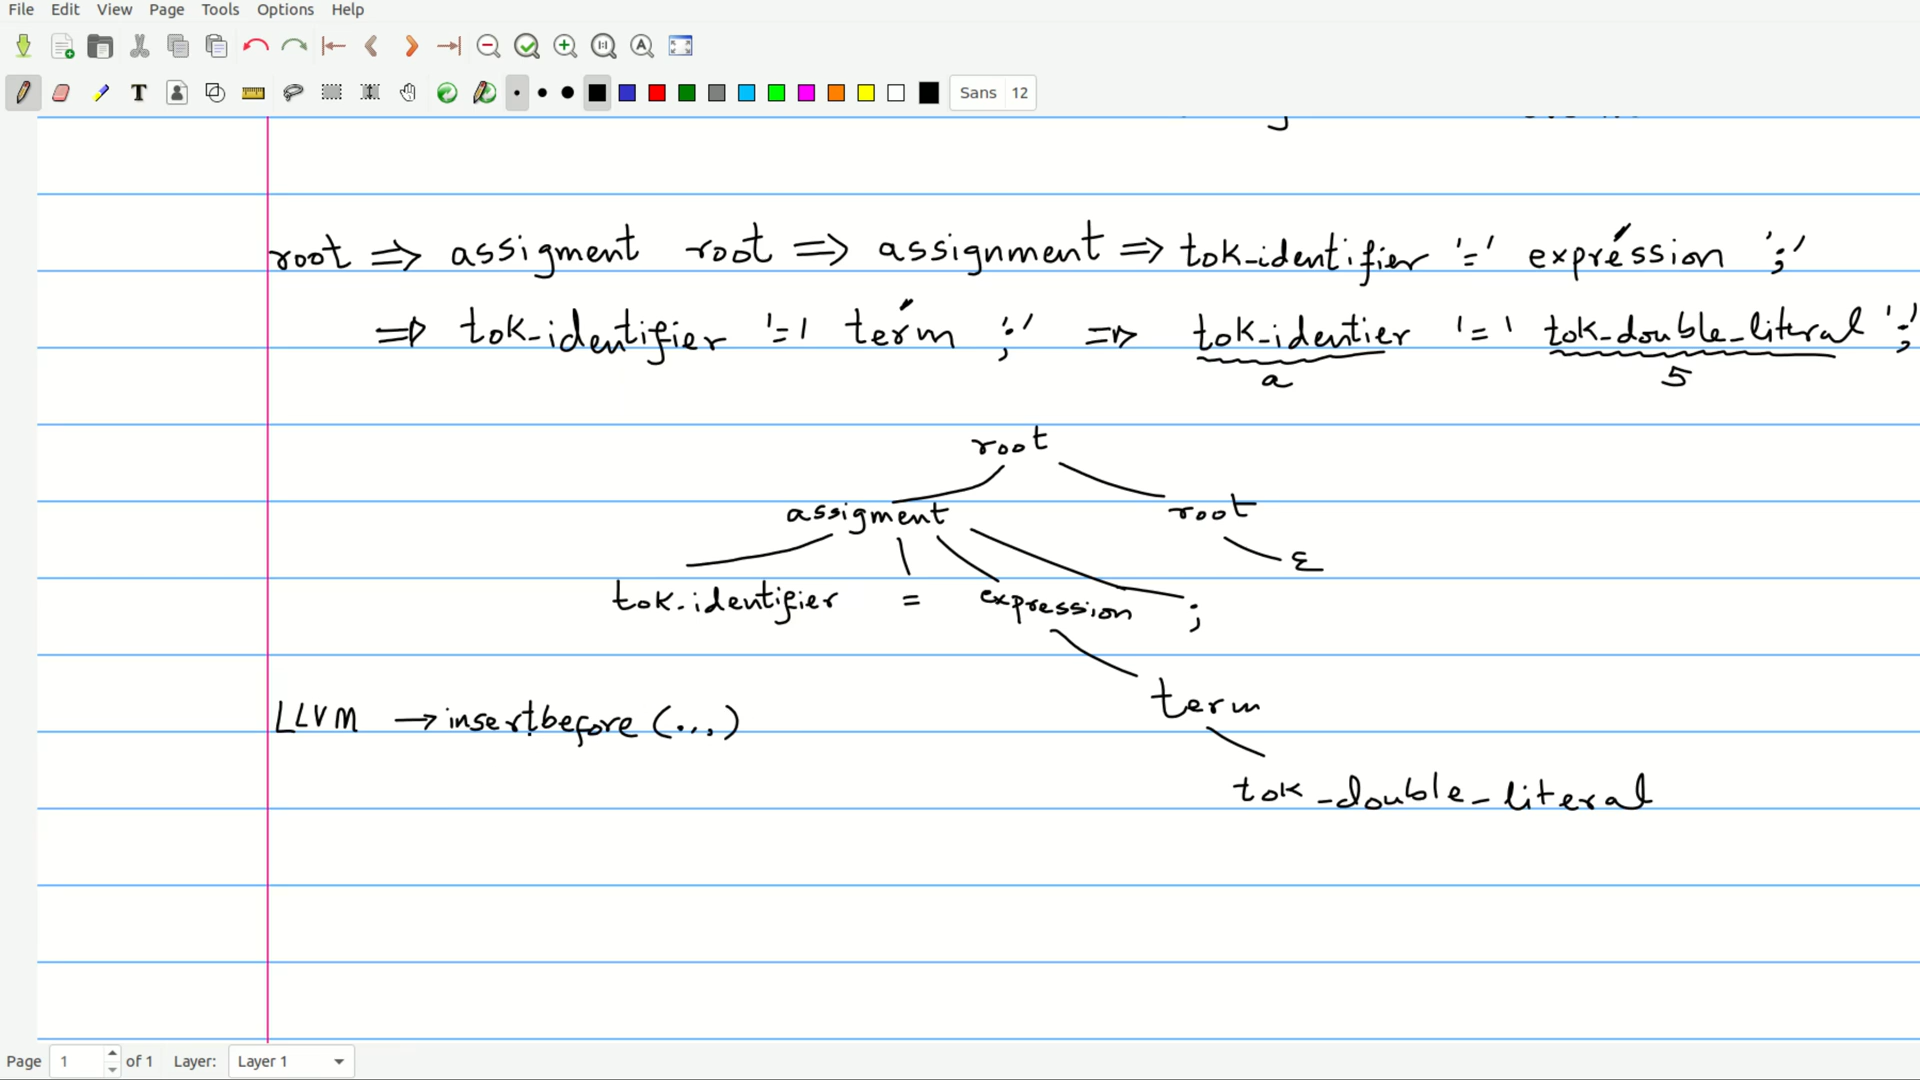 File Edit View Page Tools Options Help
Sans 12
root ⇒ assigment root ⇒ assignment ⇒ tok-identifier '=' expression ';'
⇒ tok-identifier '=' term ';' ⇒ tok-identier '=' tok-double-literal ';'
a 5
root
assigment root
ε
tok-identifier = expression ;
term
LLVM → insertbefore (...)
tok-double-literal
Page 1 of 1 Layer: Layer 1